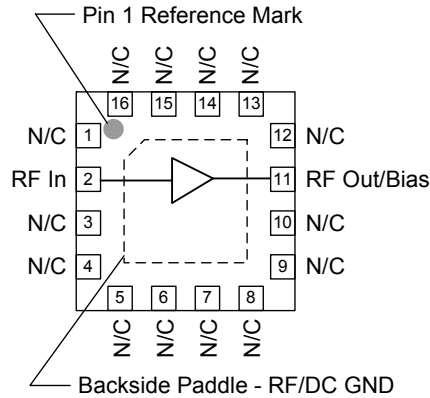 Pin 1 Reference Mark
N/C N/C N/C N/C
16 15 14 13
N/C 1 12 N/C
RF In 2 11 RF Out/Bias
N/C 3 10 N/C
N/C 4 9 N/C
5 6 7 8
N/C N/C N/C N/C
Backside Paddle - RF/DC GND